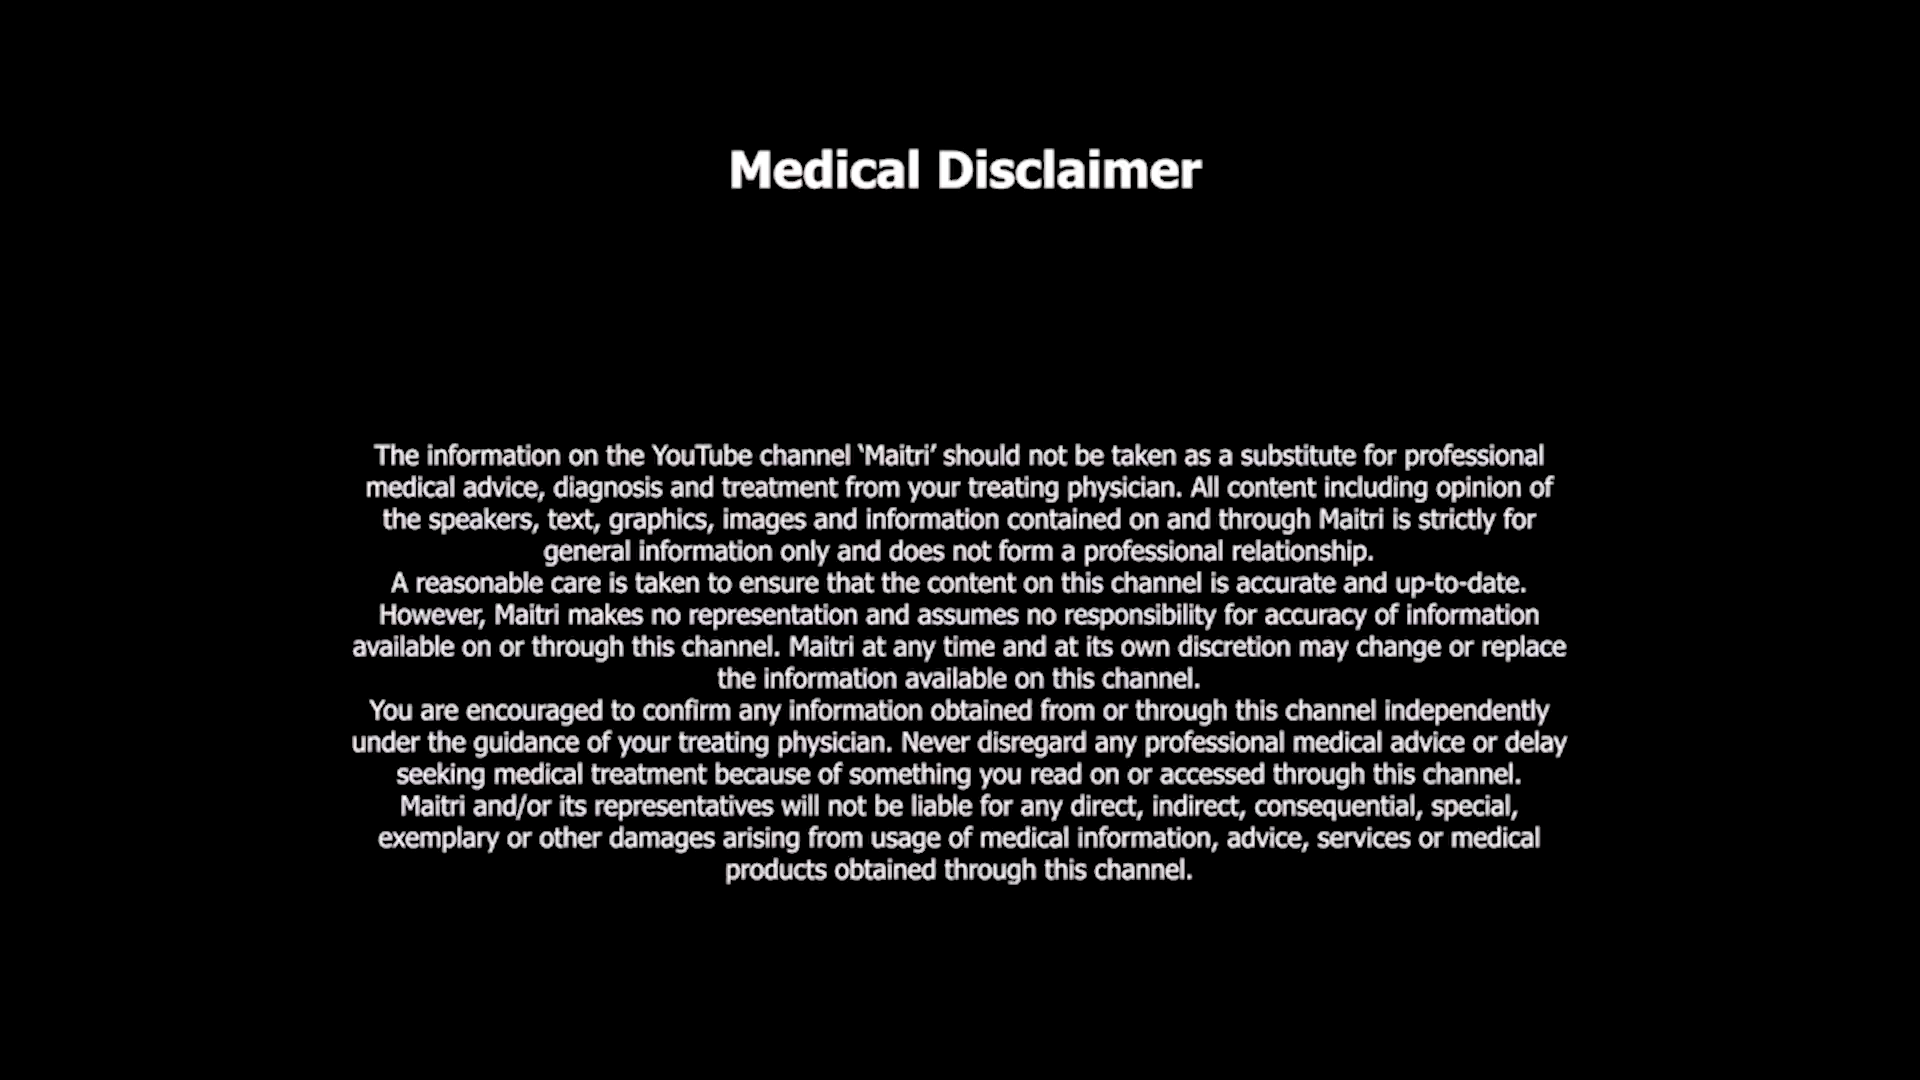 Medical Disclaimer
The information on the YouTube channel ‘Maitri’ should not be taken as a substitute for professional
medical advice, diagnosis and treatment from your treating physician. All content including opinion of
the speakers, text, graphics, images and information contained on and through Maitri is strictly for
general information only and does not form a professional relationship.
A reasonable care is taken to ensure that the content on this channel is accurate and up-to-date.
However, Maitri makes no representation and assumes no responsibility for accuracy of information
available on or through this channel. Maitri at any time and at its own discretion may change or replace
the information available on this channel.
You are encouraged to confirm any information obtained from or through this channel independently
under the guidance of your treating physician. Never disregard any professional medical advice or delay
seeking medical treatment because of something you read on or accessed through this channel.
Maitri and/or its representatives will not be liable for any direct, indirect, consequential, special,
exemplary or other damages arising from usage of medical information, advice, services or medical
products obtained through this channel.